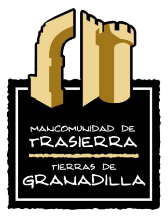 MANCOMUNIDAD DE
TRASIERRA
TIERRAS DE
GRANADILLA